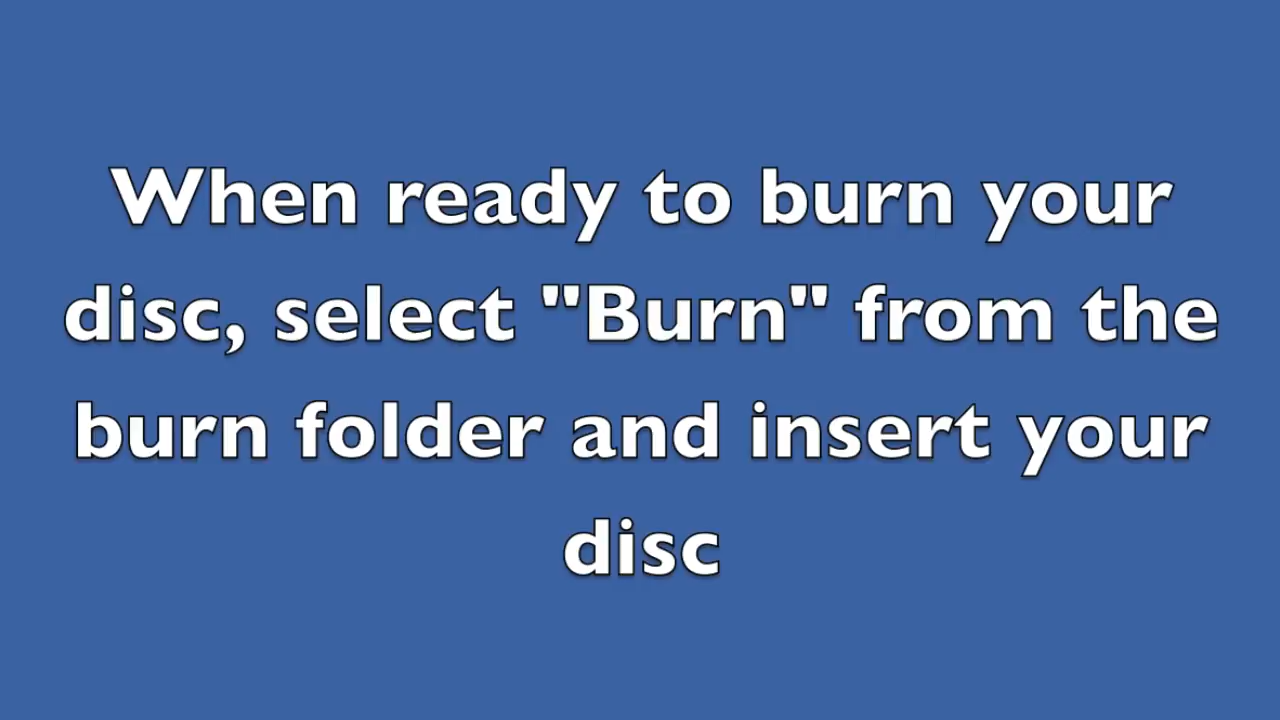 When ready to burn your
disc, select "Burn" from the
burn folder and insert your
disc